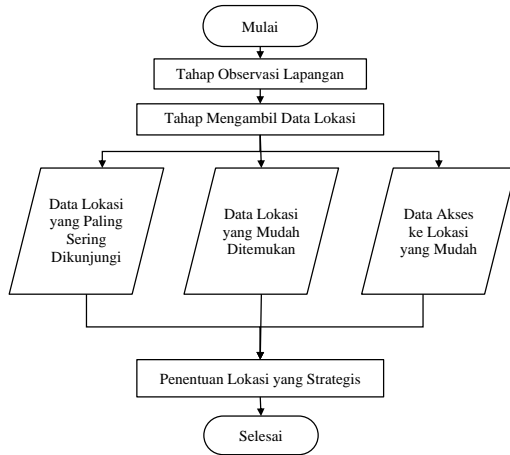 Mulai
Tahap Observasi Lapangan
Tahap Mengambil Data Lokasi
Data Lokasi
yang Paling
Sering
Dikunjungi
Data Lokasi
yang Mudah
Ditemukan
Data Akses
ke Lokasi
yang Mudah
Penentuan Lokasi yang Strategis
Selesai